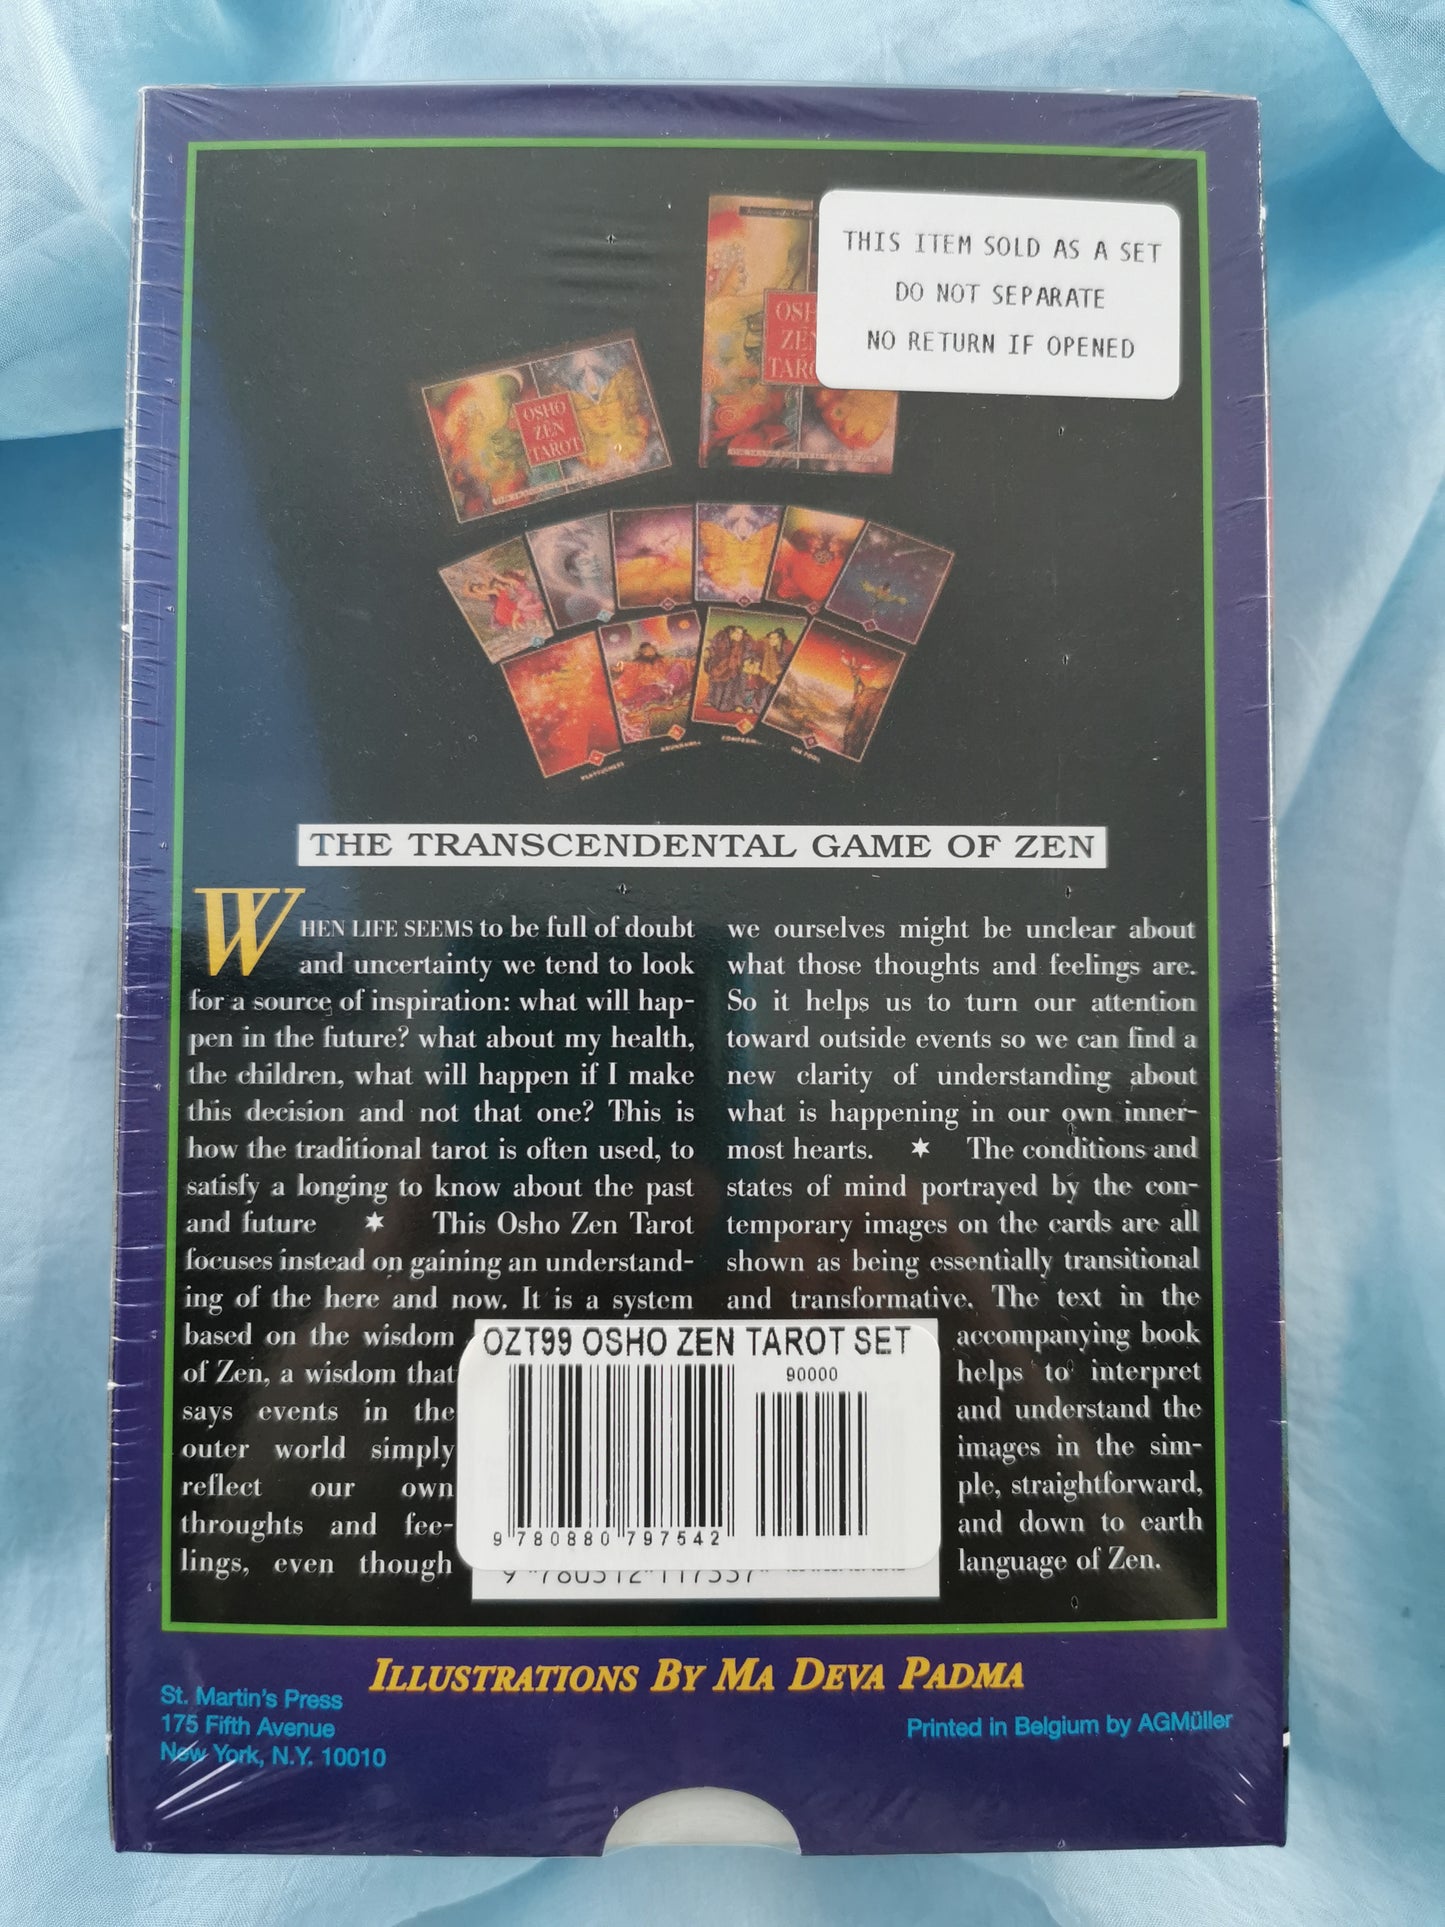 THIS ITEM SOLD AS A SET
DO NOT SEPARATE
NO RETURN IF OPENED
OSHO
ZEN
TAROT
THE TRANSCENDENTAL GAME OF ZEN
WHEN LIFE SEEMS to be full of doubt
and uncertainty we tend to look
for a source of inspiration: what will hap-
pen in the future? what about my health,
the children, what will happen if I make
this decision and not that one? This is
how the traditional tarot is often used, to
satisfy a longing to know about the past
and future ✶ This Osho Zen Tarot
focuses instead on gaining an understand-
ing of the here and now. It is a system
based on the wisdom
of Zen, a wisdom that
says events in the
outer world simply
reflect our own
throughts and fee-
lings, even though
we ourselves might be unclear about
what those thoughts and feelings are.
So it helps us to turn our attention
toward outside events so we can find a
new clarity of understanding about
what is happening in our own inner-
most hearts. ✶ The conditions and
states of mind portrayed by the con-
temporary images on the cards are all
shown as being essentially transitional
and transformative. The text in the
accompanying book
helps to interpret
and understand the
images in the sim-
ple, straightforward,
and down to earth
language of Zen.
OZT99 OSHO ZEN TAROT SET
90000
9 780880 797542
ILLUSTRATIONS BY MA DEVA PADMA
St. Martin's Press
175 Fifth Avenue
New York, N.Y. 10010
Printed in Belgium by AGMüller